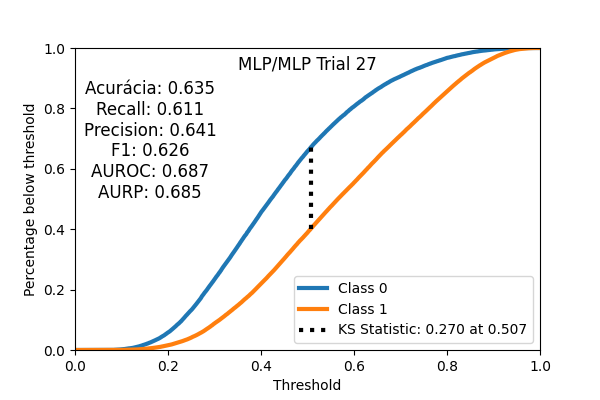 MLP/MLP Trial 27
Acurácia: 0.635
Recall: 0.611
Precision: 0.641
F1: 0.626
AUROC: 0.687
AURP: 0.685
Percentage below threshold
1.0
0.8
0.6
0.4
0.2
0.0
Class 0
Class 1
KS Statistic: 0.270 at 0.507
0.0 0.2 0.4 0.6 0.8 1.0
Threshold